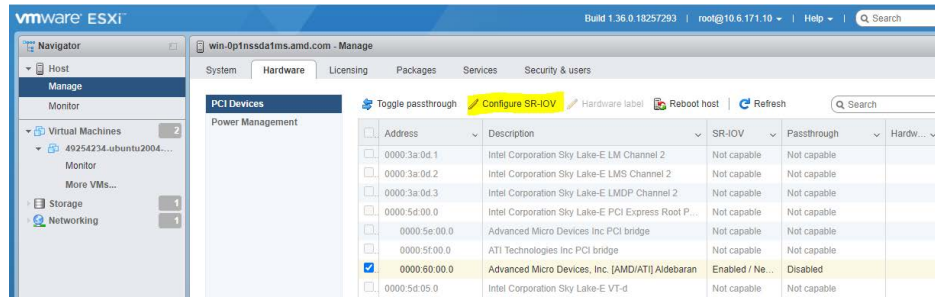 vmware ESXi™
Build 1.36.0.18257293 | root@10.6.171.10 | Help | Search
Navigator
win-0p1nssda1ms.amd.com - Manage
Host
Manage
Monitor
Virtual Machines 2
49254234.ubuntu2004....
Monitor
More VMs...
Storage 1
Networking 1
System Hardware Licensing Packages Services Security & users
PCI Devices
Power Management
Toggle passthrough Configure SR-IOV Hardware label Reboot host Refresh Search
Address Description SR-IOV Passthrough Hardw...
0000:3a:0d.1 Intel Corporation Sky Lake-E LM Channel 2 Not capable Not capable
0000:3a:0d.2 Intel Corporation Sky Lake-E LMS Channel 2 Not capable Not capable
0000:3a:0d.3 Intel Corporation Sky Lake-E LMDP Channel 2 Not capable Not capable
0000:5d:00.0 Intel Corporation Sky Lake-E PCI Express Root P... Not capable Not capable
0000:5e:00.0 Advanced Micro Devices Inc PCI bridge Not capable Not capable
0000:5f:00.0 ATI Technologies Inc PCI bridge Not capable Not capable
0000:60:00.0 Advanced Micro Devices, Inc. [AMD/ATI] Aldebaran Enabled / Ne... Disabled
0000:5d:05.0 Intel Corporation Sky Lake-E VT-d Not capable Not capable